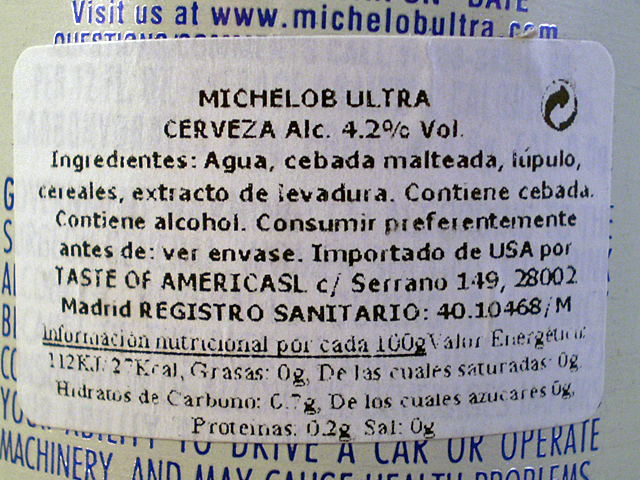 Visit us at www.michelobultra.com
MICHELOB ULTRA
CERVEZA Alc. 4.2% Vol.
Ingredientes: Agua, cebada malteada, lúpulo,
cereales, extracto de levadura. Contiene cebada.
Contiene alcohol. Consumir preferentemente
antes de: ver envase. Importado de USA por
TASTE OF AMERICASL c/ Serrano 149, 28002
Madrid REGISTRO SANITARIO: 40.10468/M
Información nutricional por cada 100gValor Energético:
112KJ/27Kcal, Grasas: 0g, De las cuales saturadas: 0g
Hidratos de Carbono: 0.7g, De los cuales azucares 0g,
Proteinas: 0.2g Sal: 0g
TO DRIVE A CAR OR OPERATE
MACHINERY, AND MAY CAUSE HEALTH PROBLEMS.